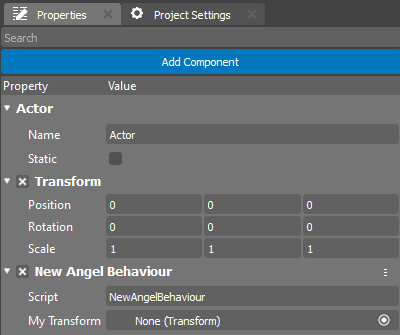 Properties Project Settings
Search
Add Component
Property Value
Actor
Name Actor
Static
Transform
Position 0 0 0
Rotation 0 0 0
Scale 1 1 1
New Angel Behaviour
Script NewAngelBehaviour
My Transform None (Transform)